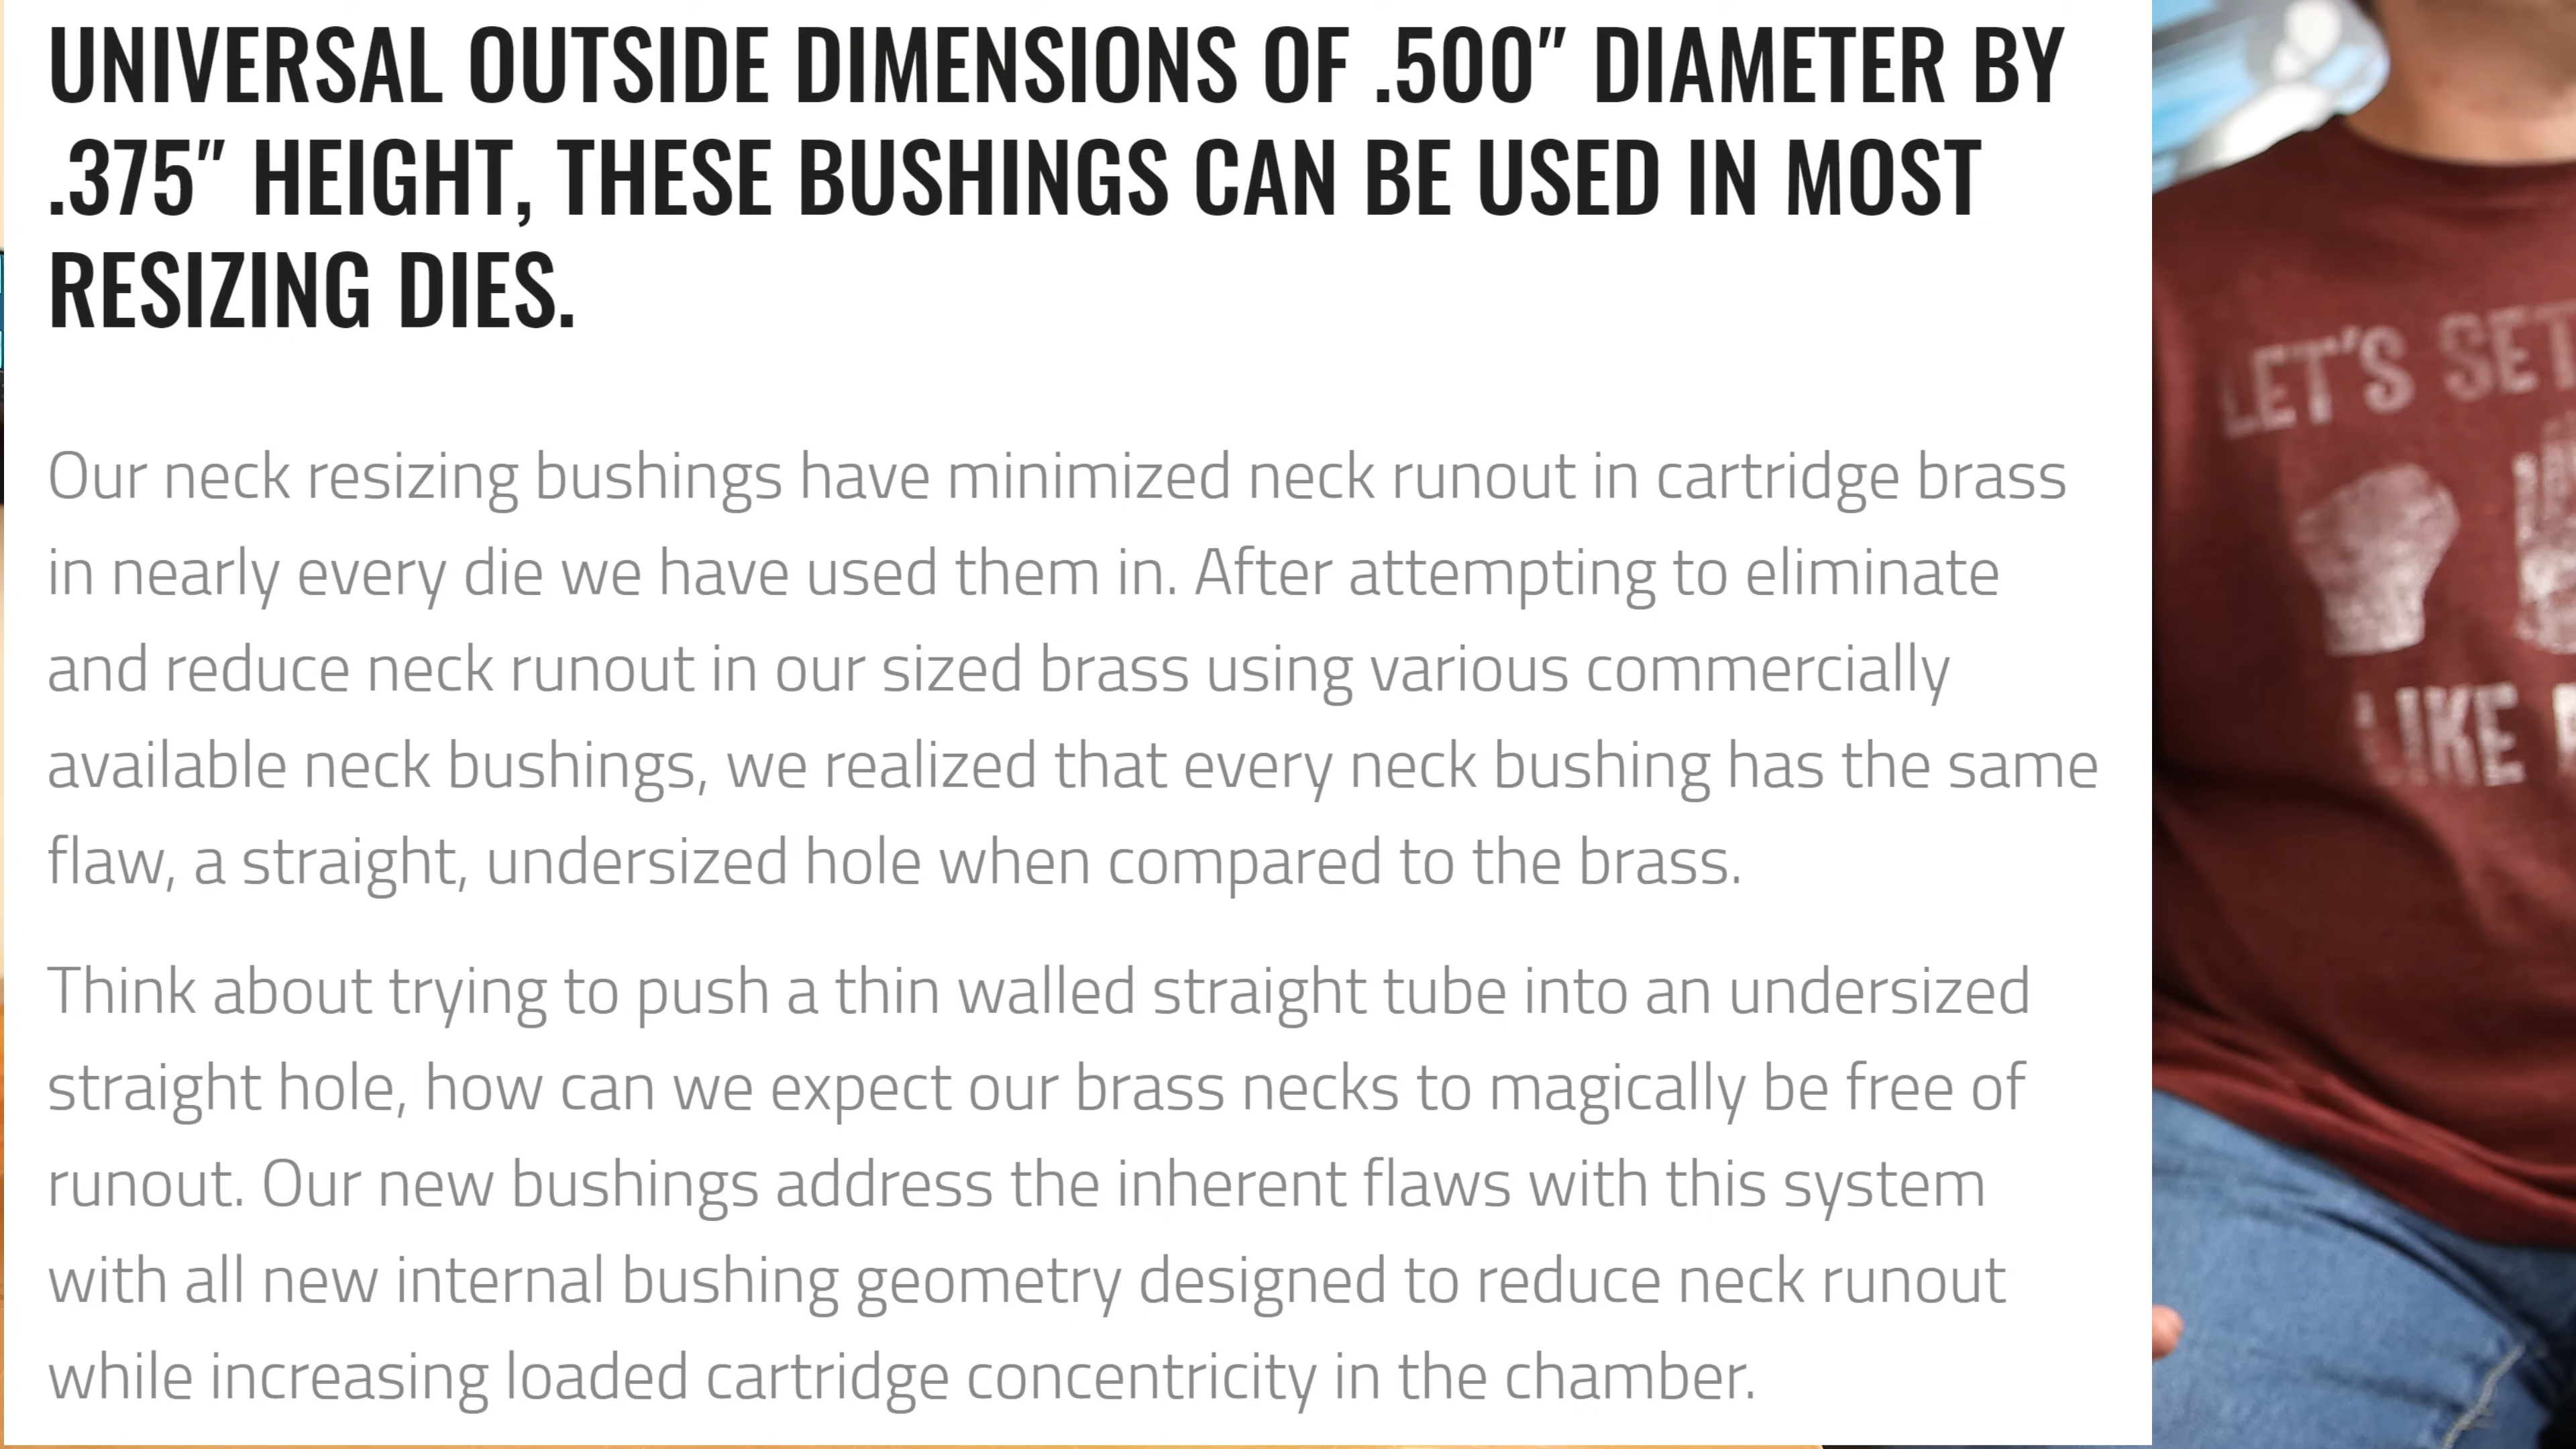 UNIVERSAL OUTSIDE DIMENSIONS OF .500″ DIAMETER BY
.375″ HEIGHT, THESE BUSHINGS CAN BE USED IN MOST
RESIZING DIES.
Our neck resizing bushings have minimized neck runout in cartridge brass
in nearly every die we have used them in. After attempting to eliminate
and reduce neck runout in our sized brass using various commercially
available neck bushings, we realized that every neck bushing has the same
flaw, a straight, undersized hole when compared to the brass.
Think about trying to push a thin walled straight tube into an undersized
straight hole, how can we expect our brass necks to magically be free of
runout. Our new bushings address the inherent flaws with this system
with all new internal bushing geometry designed to reduce neck runout
while increasing loaded cartridge concentricity in the chamber.
LET'S SET
LIKE